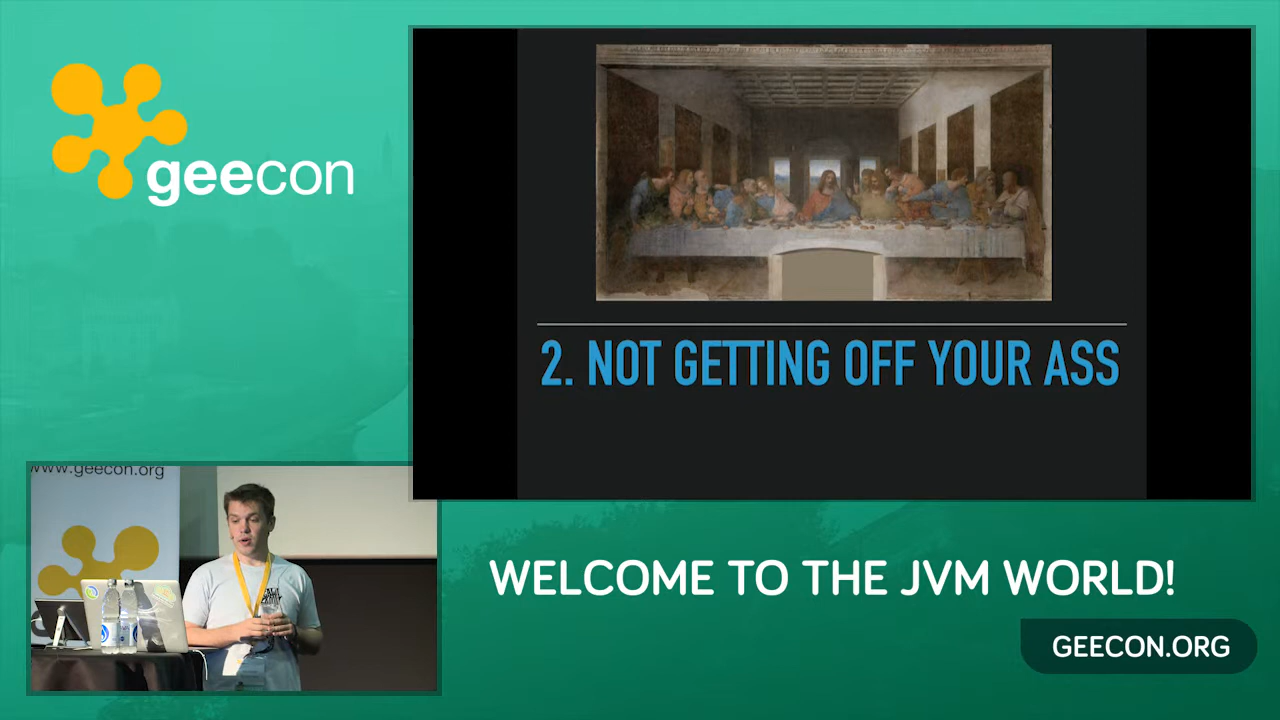 geecon
2. NOT GETTING OFF YOUR ASS
www.geecon.org
WELCOME TO THE JVM WORLD!
GEECON.ORG